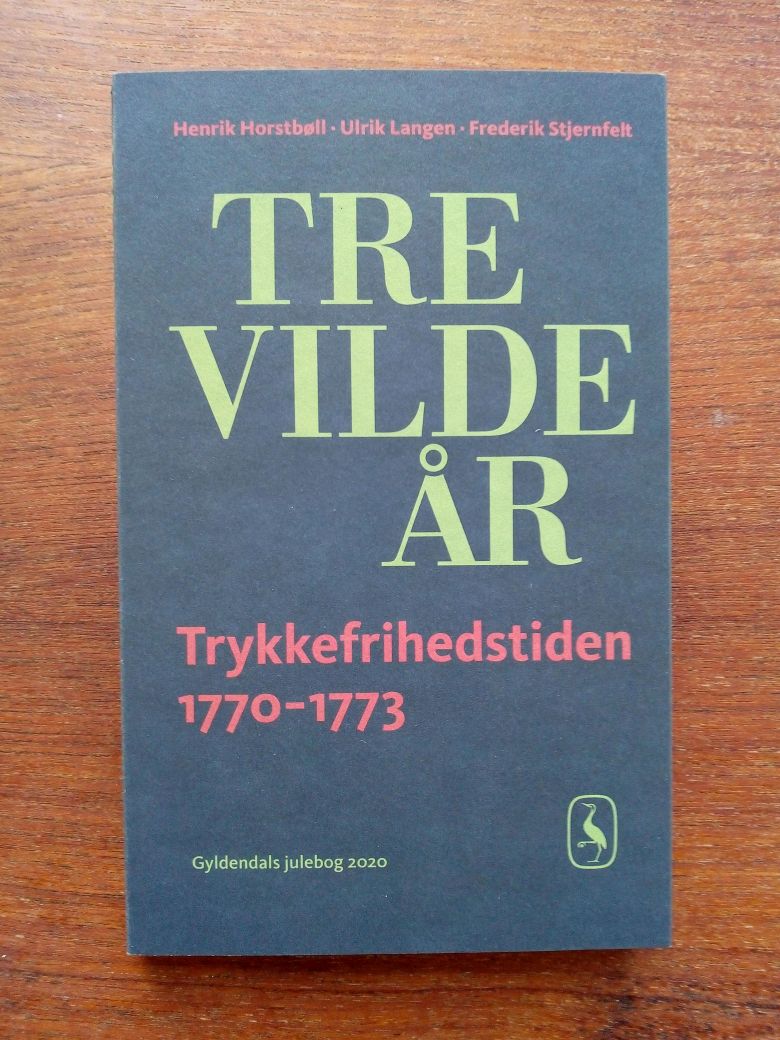 Henrik Horstbøll · Ulrik Langen · Frederik Stjernfelt
TRE
VILDE
ÅR
Trykkefrihedstiden
1770-1773
Gyldendals julebog 2020